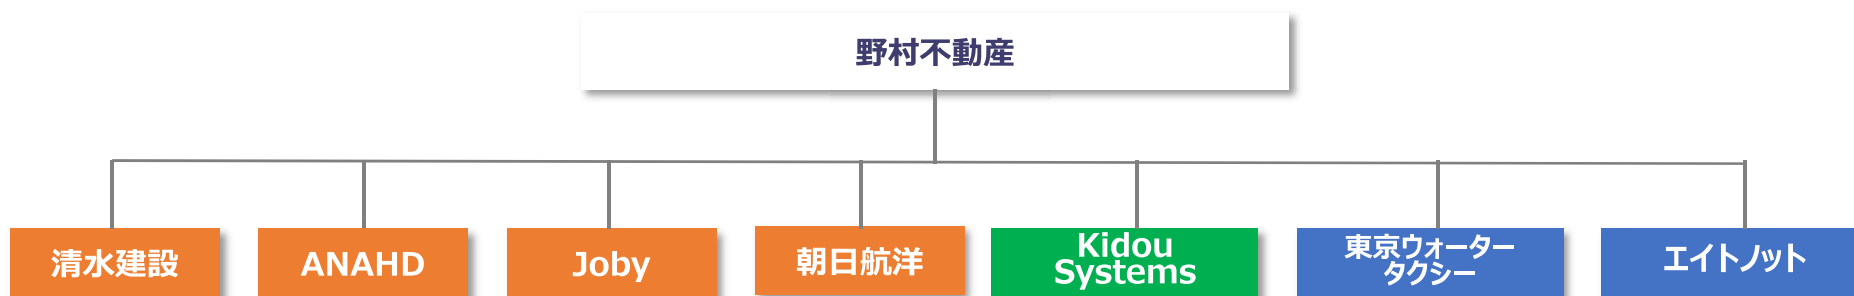 野村不動産
清水建設
ANAHD
Joby
朝日航洋
Kidou
Systems
東京ウォーター
タクシー
エイトノット